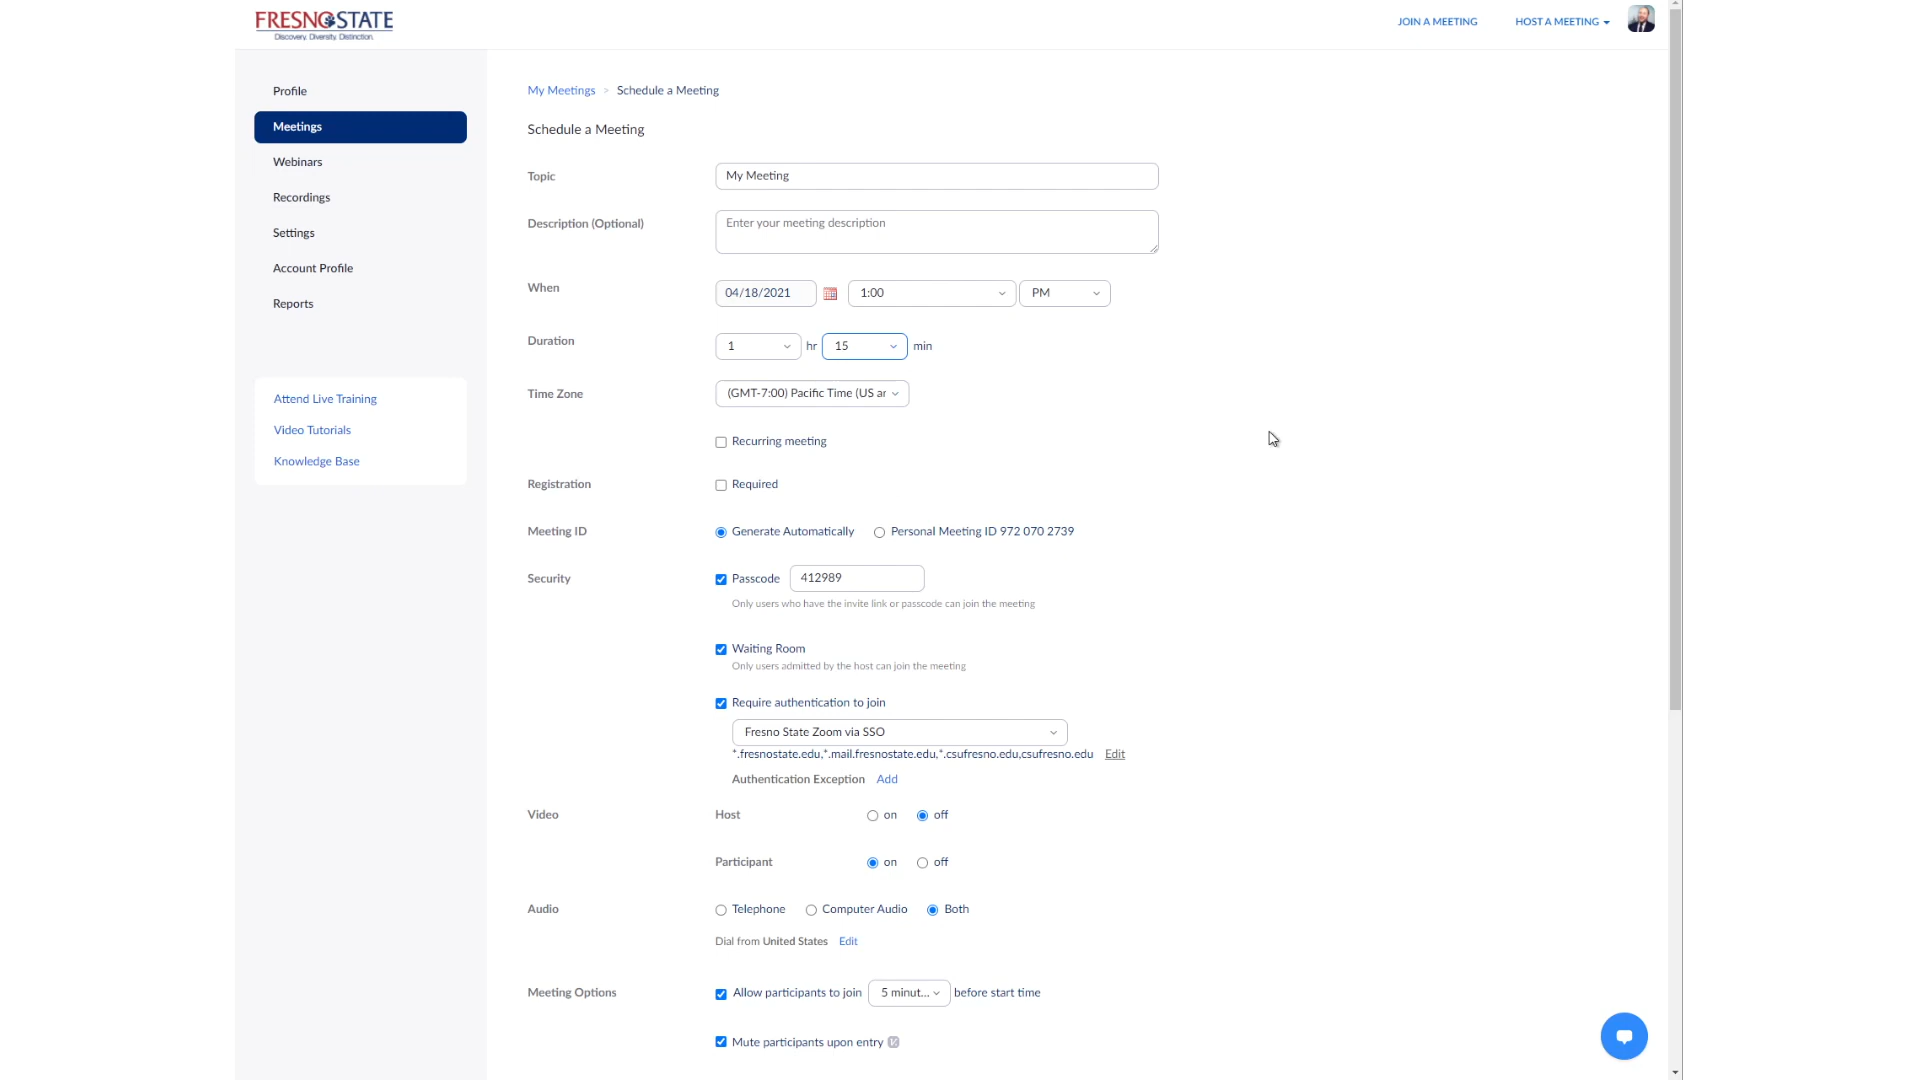 FRESNO STATE
Discovery. Diversity. Distinction.
JOIN A MEETING
HOST A MEETING
Profile
Meetings
Webinars
Recordings
Settings
Account Profile
Reports
Attend Live Training
Video Tutorials
Knowledge Base
My Meetings > Schedule a Meeting
Schedule a Meeting
Topic My Meeting
Description (Optional) Enter your meeting description
When 04/18/2021 1:00 PM
Duration 1 hr 15 min
Time Zone (GMT-7:00) Pacific Time (US ar
Recurring meeting
Registration Required
Meeting ID Generate Automatically Personal Meeting ID 972 070 2739
Security Passcode 412989
Only users who have the invite link or passcode can join the meeting
Waiting Room
Only users admitted by the host can join the meeting
Require authentication to join
Fresno State Zoom via SSO
*.fresnostate.edu,*.mail.fresnostate.edu,*.csufresno.edu,csufresno.edu Edit
Authentication Exception Add
Video Host on off
Participant on off
Audio Telephone Computer Audio Both
Dial from United States Edit
Meeting Options Allow participants to join 5 minut... before start time
Mute participants upon entry